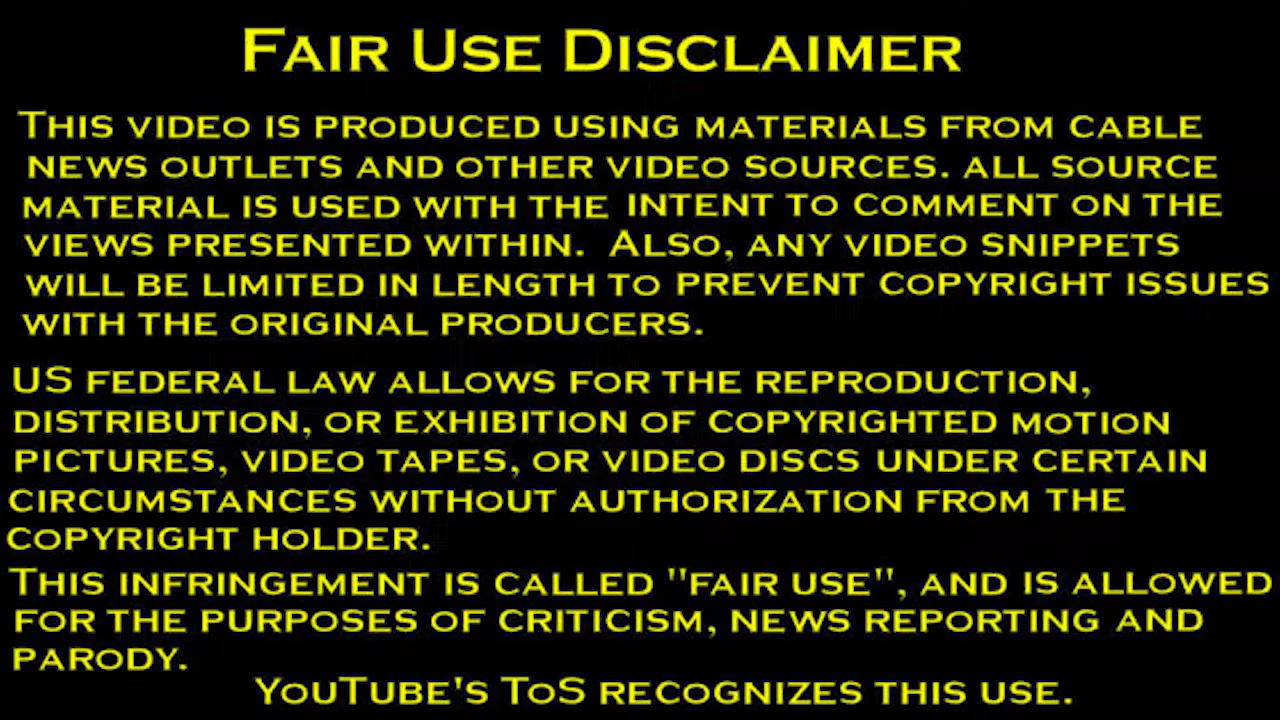 Fair Use Disclaimer
This video is produced using materials from cable
news outlets and other video sources. all source
material is used with the intent to comment on the
views presented within. Also, any video snippets
will be limited in length to prevent copyright issues
with the original producers.
US federal law allows for the reproduction,
distribution, or exhibition of copyrighted motion
pictures, video tapes, or video discs under certain
circumstances without authorization from the
copyright holder.
This infringement is called "fair use", and is allowed
for the purposes of criticism, news reporting and
parody.
YouTube's ToS recognizes this use.